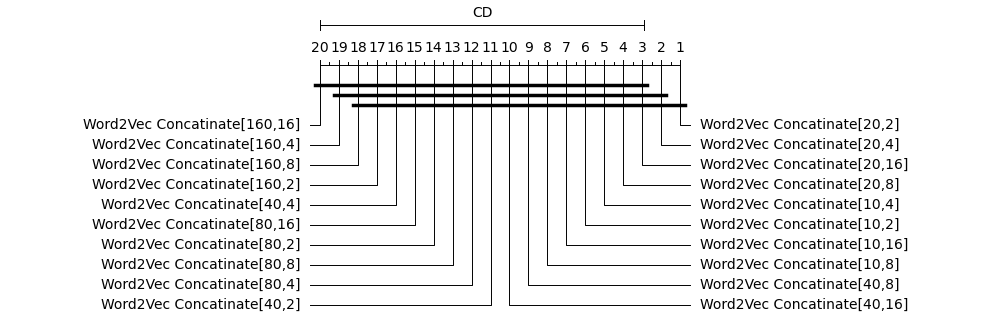 CD
20 19 18 17 16 15 14 13 12 11 10 9 8 7 6 5 4 3 2 1
Word2Vec Concatinate[160,16] Word2Vec Concatinate[20,2]
Word2Vec Concatinate[160,4] Word2Vec Concatinate[20,4]
Word2Vec Concatinate[160,8] Word2Vec Concatinate[20,16]
Word2Vec Concatinate[160,2] Word2Vec Concatinate[20,8]
Word2Vec Concatinate[40,4] Word2Vec Concatinate[10,4]
Word2Vec Concatinate[80,16] Word2Vec Concatinate[10,2]
Word2Vec Concatinate[80,2] Word2Vec Concatinate[10,16]
Word2Vec Concatinate[80,8] Word2Vec Concatinate[10,8]
Word2Vec Concatinate[80,4] Word2Vec Concatinate[40,8]
Word2Vec Concatinate[40,2] Word2Vec Concatinate[40,16]